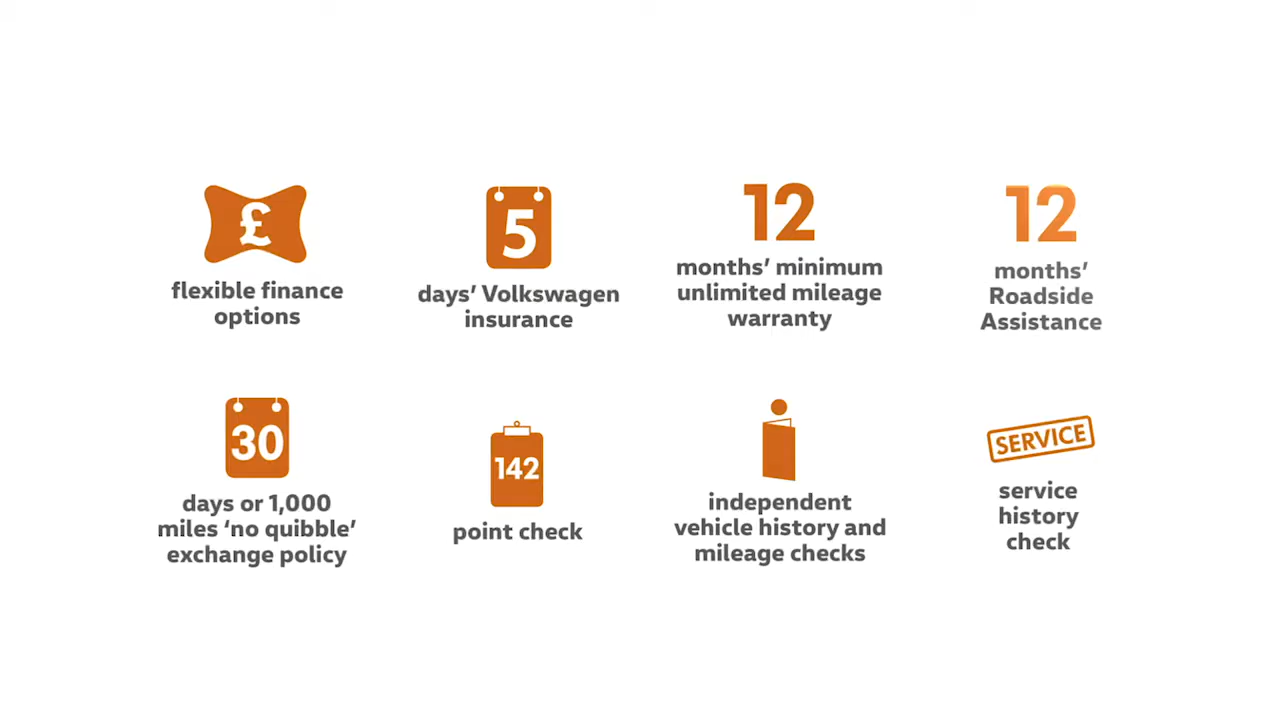 £
flexible finance
options
5
days’ Volkswagen
insurance
12
months’ minimum
unlimited mileage
warranty
12
months’
Roadside
Assistance
30
days or 1,000
miles ‘no quibble’
exchange policy
142
point check
independent
vehicle history and
mileage checks
SERVICE
service
history
check